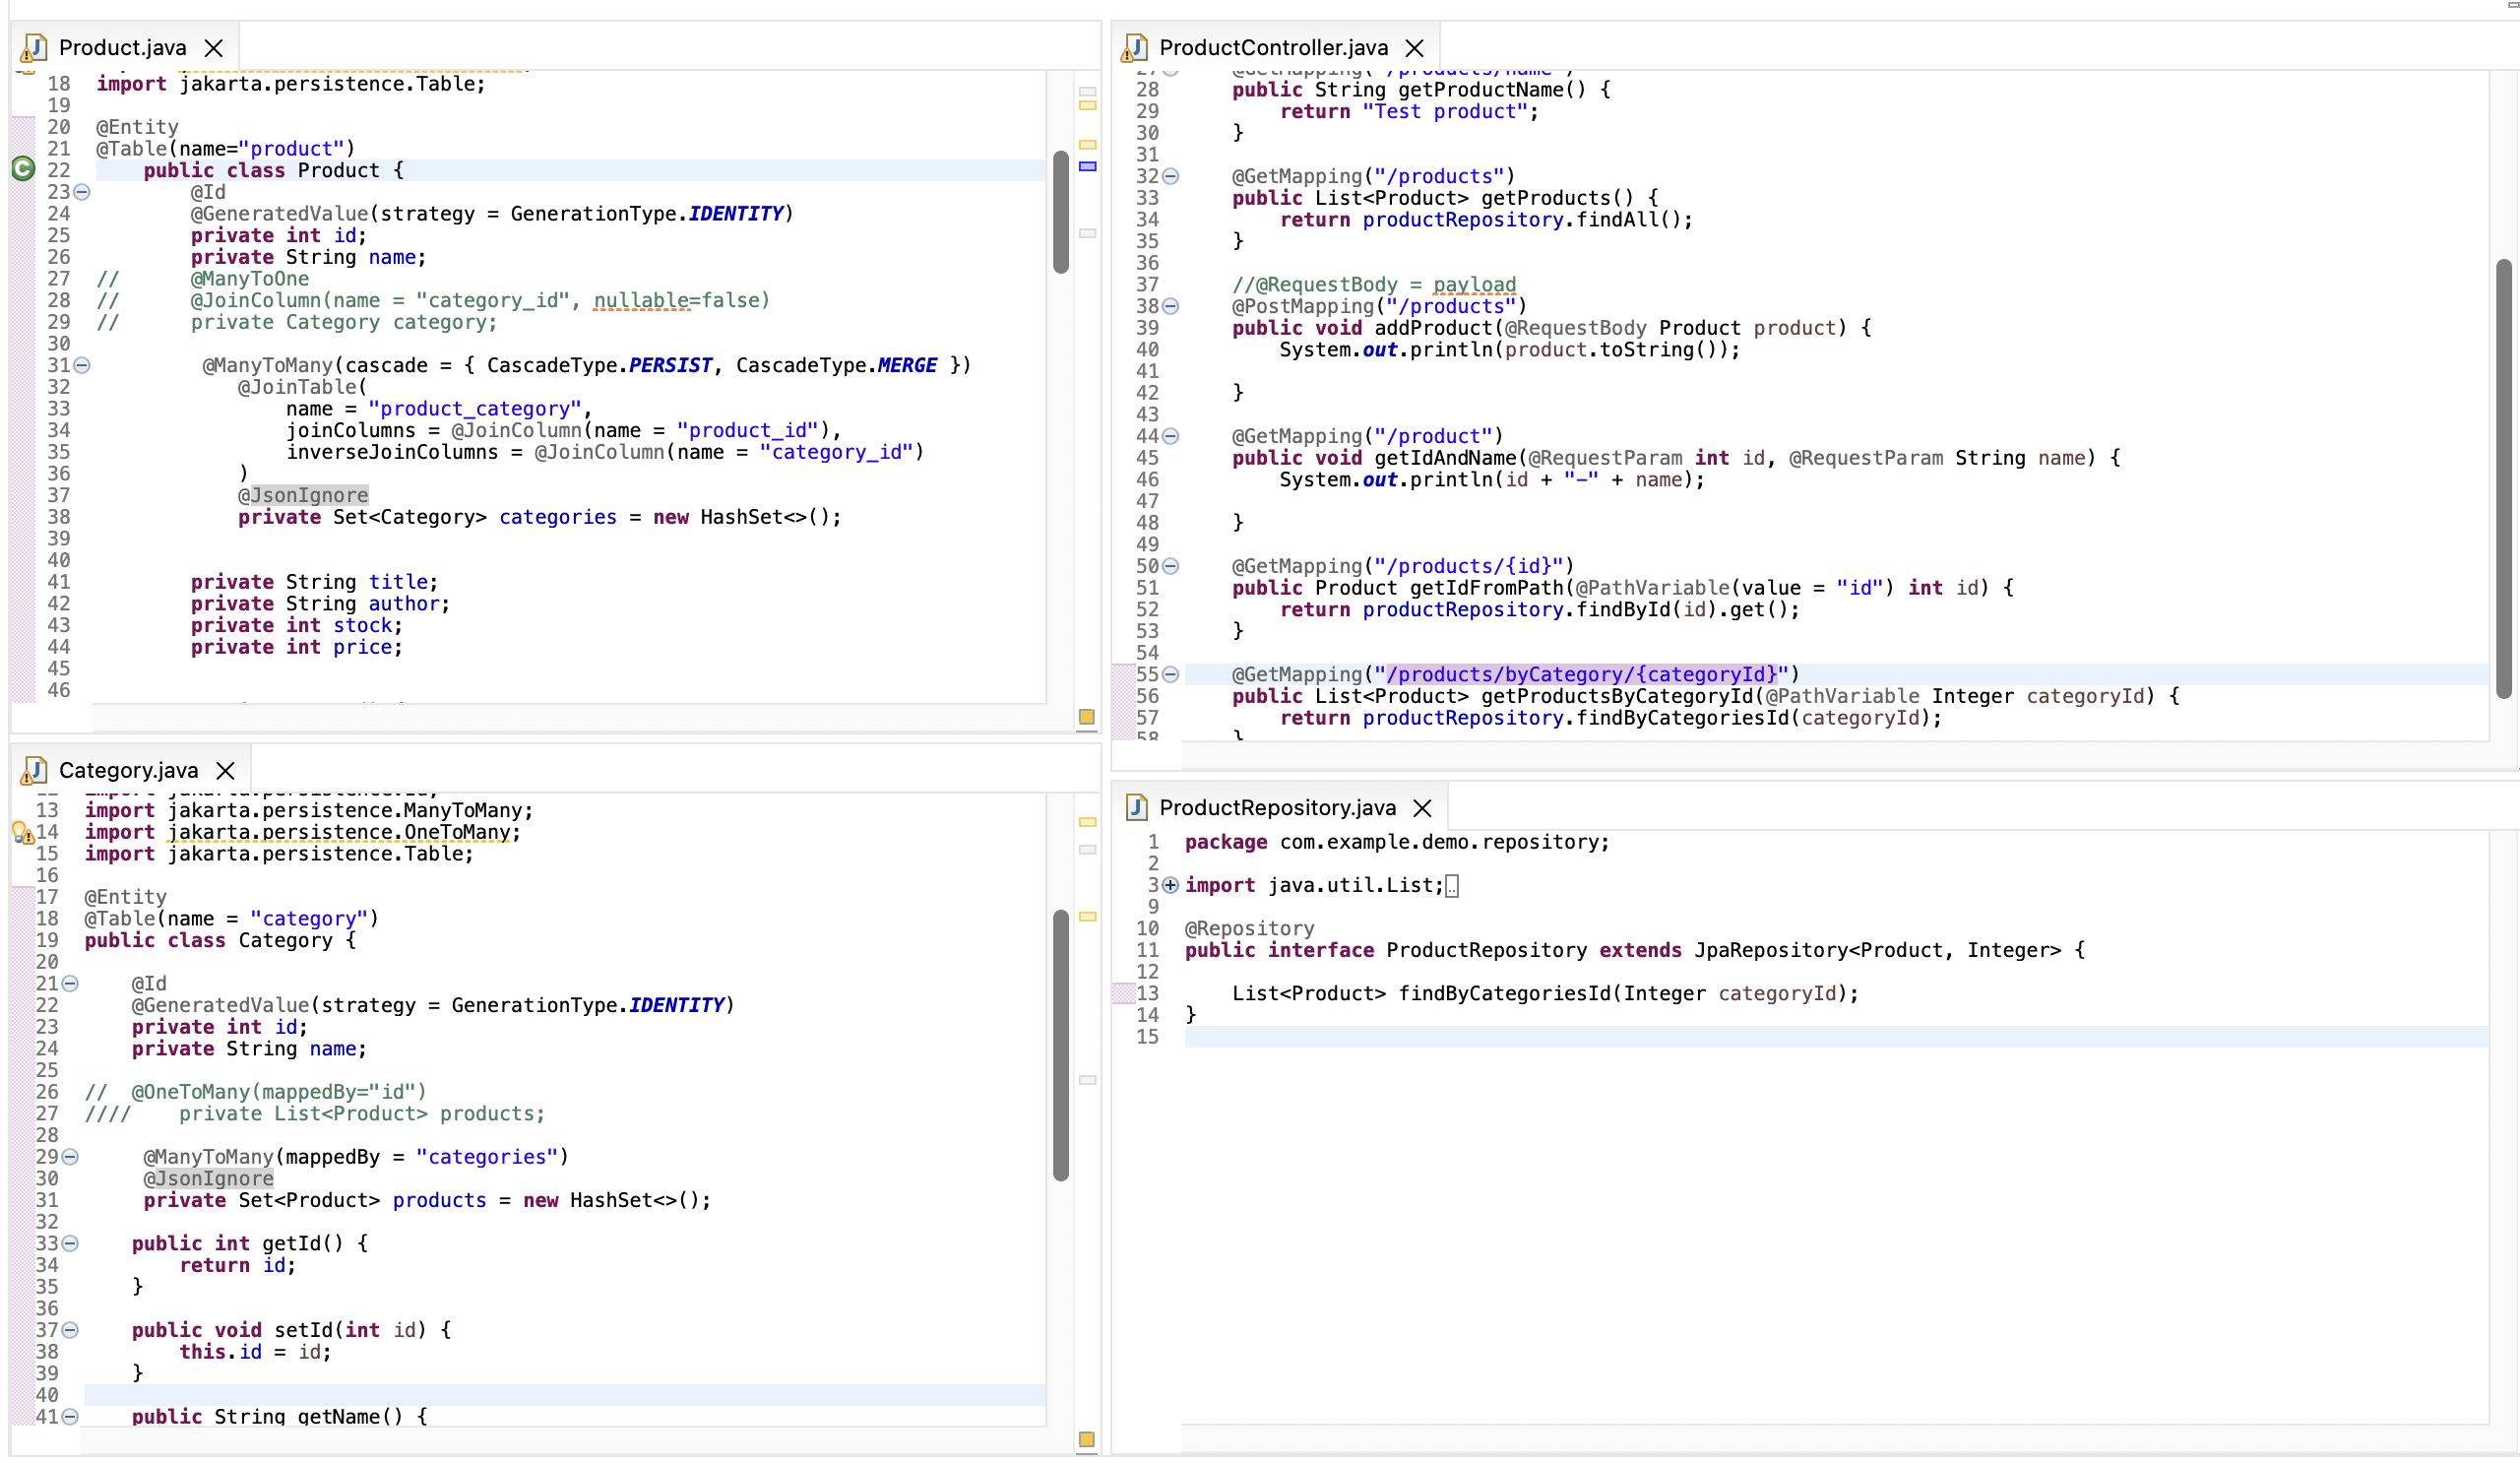 Product.java
18 import jakarta.persistence.Table;
19
20 @Entity
21 @Table(name="product")
22     public class Product {
23         @Id
24         @GeneratedValue(strategy = GenerationType.IDENTITY)
25         private int id;
26         private String name;
27 //      @ManyToOne
28 //      @JoinColumn(name = "category_id", nullable=false)
29 //      private Category category;
30
31          @ManyToMany(cascade = { CascadeType.PERSIST, CascadeType.MERGE })
32             @JoinTable(
33                 name = "product_category",
34                 joinColumns = @JoinColumn(name = "product_id"),
35                 inverseJoinColumns = @JoinColumn(name = "category_id")
36             )
37             @JsonIgnore
38             private Set<Category> categories = new HashSet<>();
39
40
41         private String title;
42         private String author;
43         private int stock;
44         private int price;
45
46
Category.java
12 import jakarta.persistence.Id;
13 import jakarta.persistence.ManyToMany;
14 import jakarta.persistence.OneToMany;
15 import jakarta.persistence.Table;
16
17 @Entity
18 @Table(name = "category")
19 public class Category {
20
21     @Id
22     @GeneratedValue(strategy = GenerationType.IDENTITY)
23     private int id;
24     private String name;
25
26 //  @OneToMany(mappedBy="id")
27 ////    private List<Product> products;
28
29      @ManyToMany(mappedBy = "categories")
30      @JsonIgnore
31      private Set<Product> products = new HashSet<>();
32
33     public int getId() {
34         return id;
35     }
36
37     public void setId(int id) {
38         this.id = id;
39     }
40
41     public String getName() {
ProductController.java
27     @GetMapping("/products/name")
28     public String getProductName() {
29         return "Test product";
30     }
31
32     @GetMapping("/products")
33     public List<Product> getProducts() {
34         return productRepository.findAll();
35     }
36
37     //@RequestBody = payload
38     @PostMapping("/products")
39     public void addProduct(@RequestBody Product product) {
40         System.out.println(product.toString());
41
42     }
43
44     @GetMapping("/product")
45     public void getIdAndName(@RequestParam int id, @RequestParam String name) {
46         System.out.println(id + "-" + name);
47
48     }
49
50     @GetMapping("/products/{id}")
51     public Product getIdFromPath(@PathVariable(value = "id") int id) {
52         return productRepository.findById(id).get();
53     }
54
55     @GetMapping("/products/byCategory/{categoryId}")
56     public List<Product> getProductsByCategoryId(@PathVariable Integer categoryId) {
57         return productRepository.findByCategoriesId(categoryId);
58     }
ProductRepository.java
1 package com.example.demo.repository;
2
3 import java.util.List;
9
10 @Repository
11 public interface ProductRepository extends JpaRepository<Product, Integer> {
12
13     List<Product> findByCategoriesId(Integer categoryId);
14 }
15